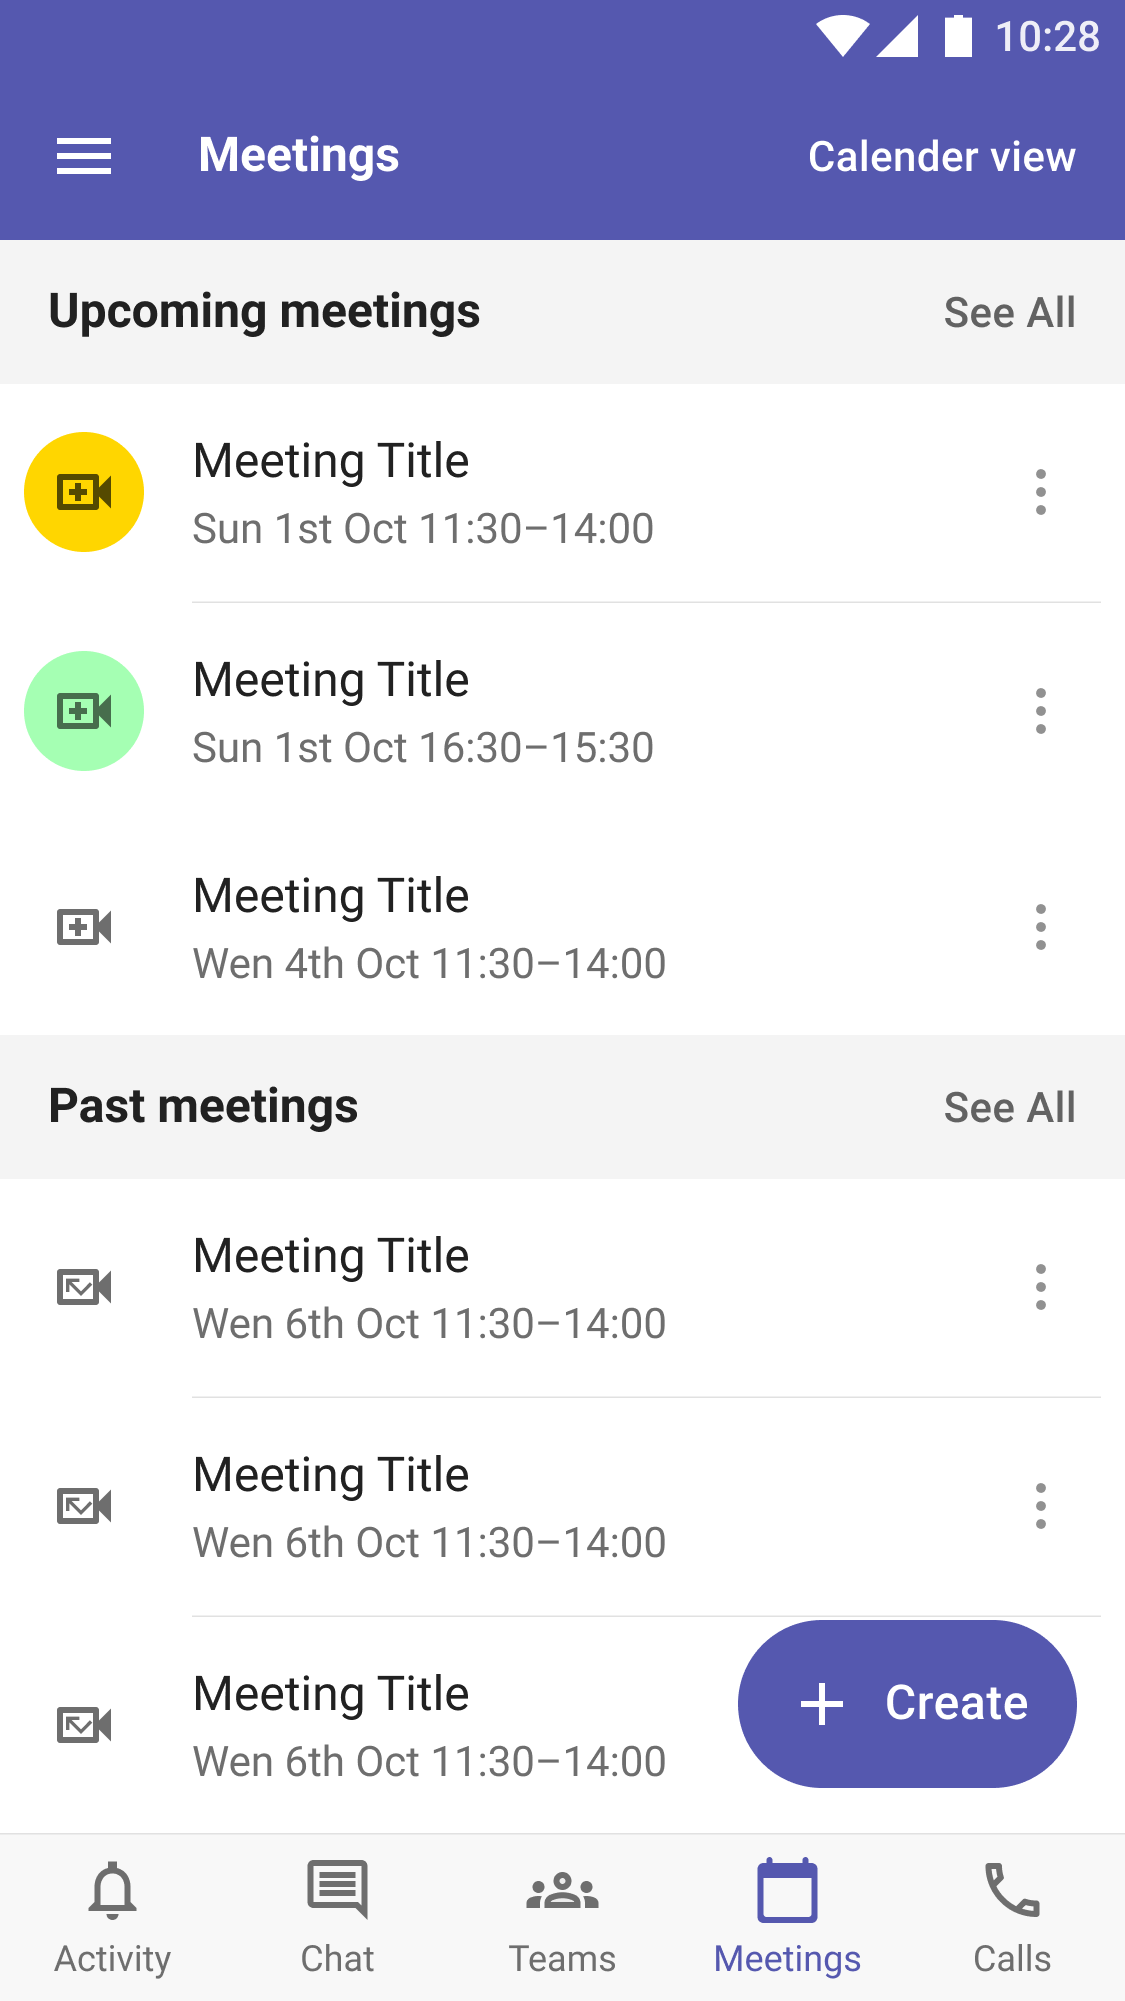 10:28
Meetings
Calender view
Upcoming meetings
See All
Meeting Title
Sun 1st Oct 11:30–14:00
Meeting Title
Sun 1st Oct 16:30–15:30
Meeting Title
Wen 4th Oct 11:30–14:00
Past meetings
See All
Meeting Title
Wen 6th Oct 11:30–14:00
Meeting Title
Wen 6th Oct 11:30–14:00
Meeting Title
Wen 6th Oct 11:30–14:00
Create
Activity
Chat
Teams
Meetings
Calls